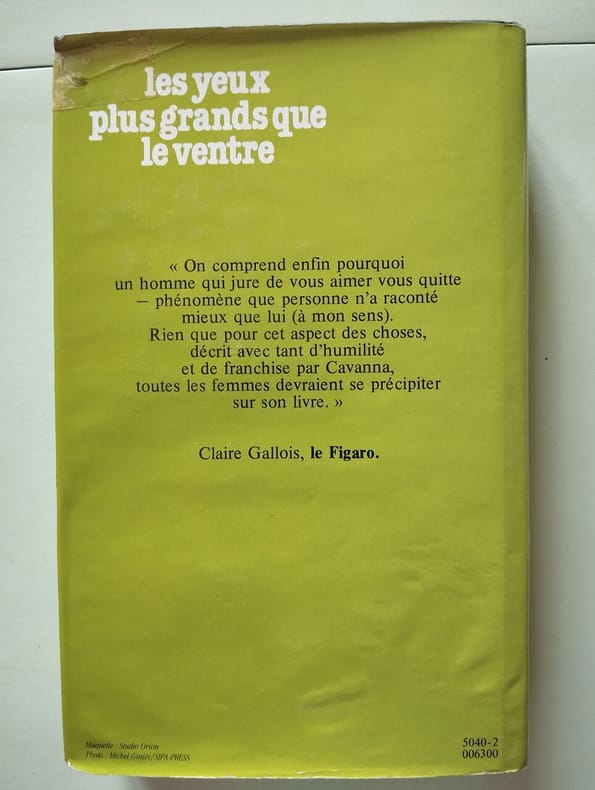 les yeux
plus grands que
le ventre
« On comprend enfin pourquoi
un homme qui jure de vous aimer vous quitte
– phénomène que personne n'a raconté
mieux que lui (à mon sens).
Rien que pour cet aspect des choses,
décrit avec tant d'humilité
et de franchise par Cavanna,
toutes les femmes devraient se précipiter
sur son livre. »
Claire Gallois, le Figaro.
Maquette : Studio Orion
Photo : Michel Ginies/SIPA PRESS
5040-2
006300